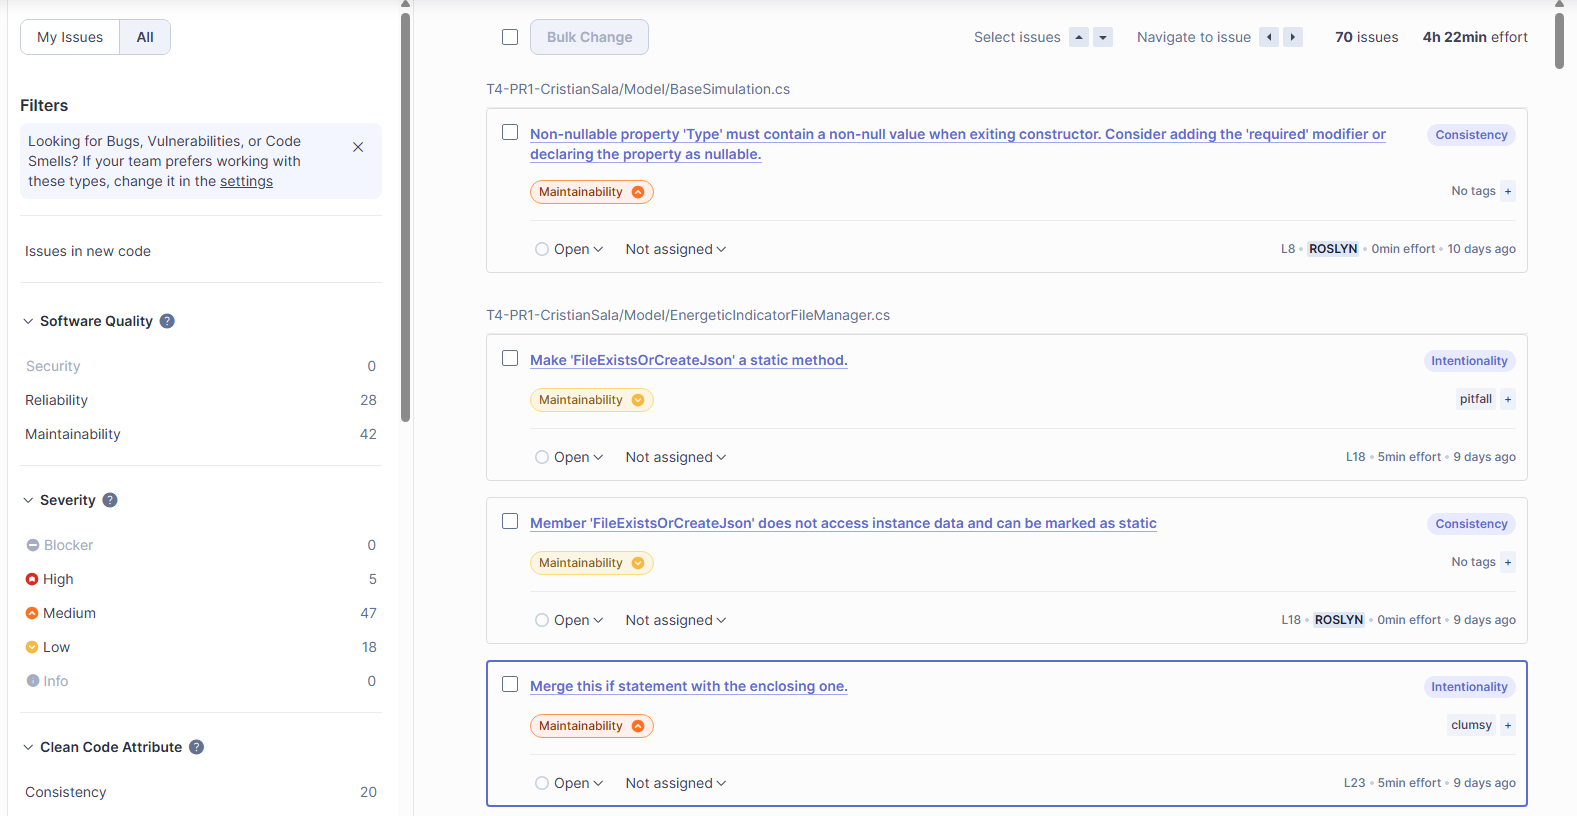 My Issues
All
Filters
Looking for Bugs, Vulnerabilities, or Code
Smells? If your team prefers working with
these types, change it in the settings
Issues in new code
Software Quality ?
Security 0
Reliability 28
Maintainability 42
Severity ?
Blocker 0
High 5
Medium 47
Low 18
Info 0
Clean Code Attribute ?
Consistency 20
Bulk Change
Select issues
Navigate to issue
70 issues
4h 22min effort
T4-PR1-CristianSala/Model/BaseSimulation.cs
Non-nullable property 'Type' must contain a non-null value when exiting constructor. Consider adding the 'required' modifier or
declaring the property as nullable.
Consistency
Maintainability
No tags +
Open
Not assigned
L8 • ROSLYN • 0min effort • 10 days ago
T4-PR1-CristianSala/Model/EnergeticIndicatorFileManager.cs
Make 'FileExistsOrCreateJson' a static method.
Intentionality
Maintainability
pitfall +
Open
Not assigned
L18 • 5min effort • 9 days ago
Member 'FileExistsOrCreateJson' does not access instance data and can be marked as static
Consistency
Maintainability
No tags +
Open
Not assigned
L18 • ROSLYN • 0min effort • 9 days ago
Merge this if statement with the enclosing one.
Intentionality
Maintainability
clumsy +
Open
Not assigned
L23 • 5min effort • 9 days ago